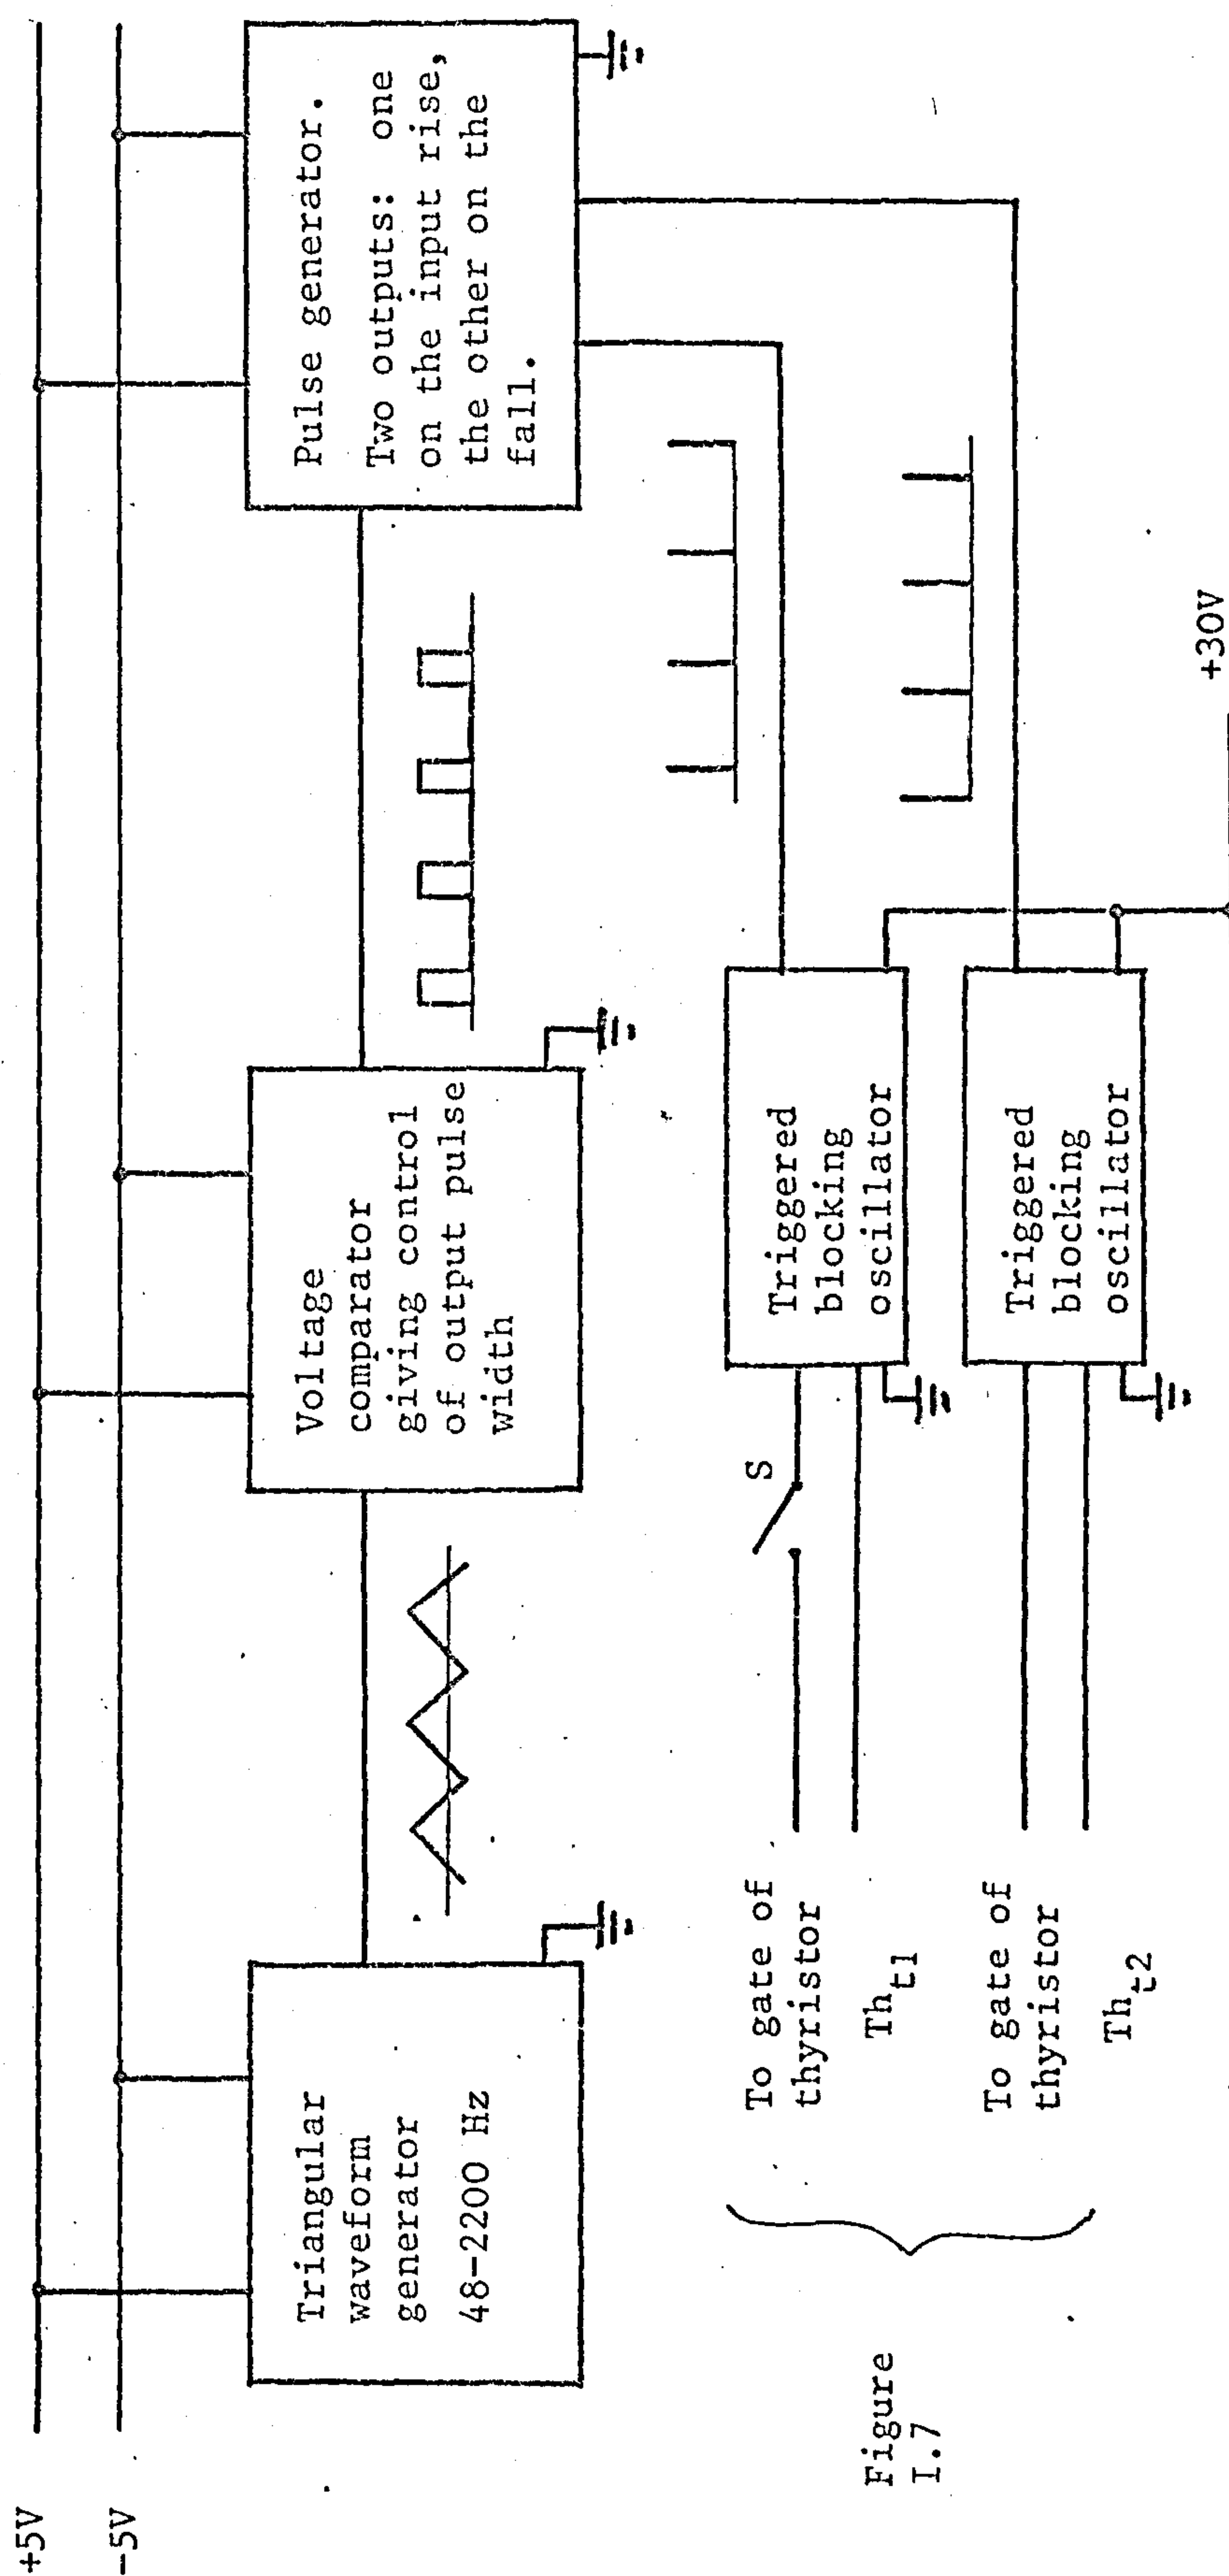 +5V
-5V
Triangular
waveform
generator
48-2200 Hz
Voltage
comparator
giving control
of output pulse
width
Pulse generator.
Two outputs: one
on the input rise,
the other on the
fall.
To gate of
thyristor
Th_t1
S
Triggered
blocking
oscillator
To gate of
thyristor
Th_t2
Triggered
blocking
oscillator
+30V
Figure
I.7